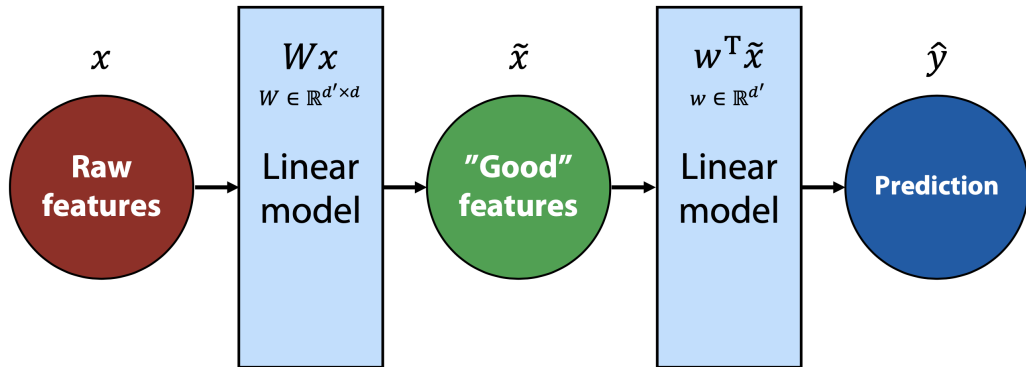 x
Wx
W ∈ ℝ^{d′×d}
x̃
wᵀx̃
w ∈ ℝ^{d′}
ŷ
Raw
features
Linear
model
”Good”
features
Linear
model
Prediction